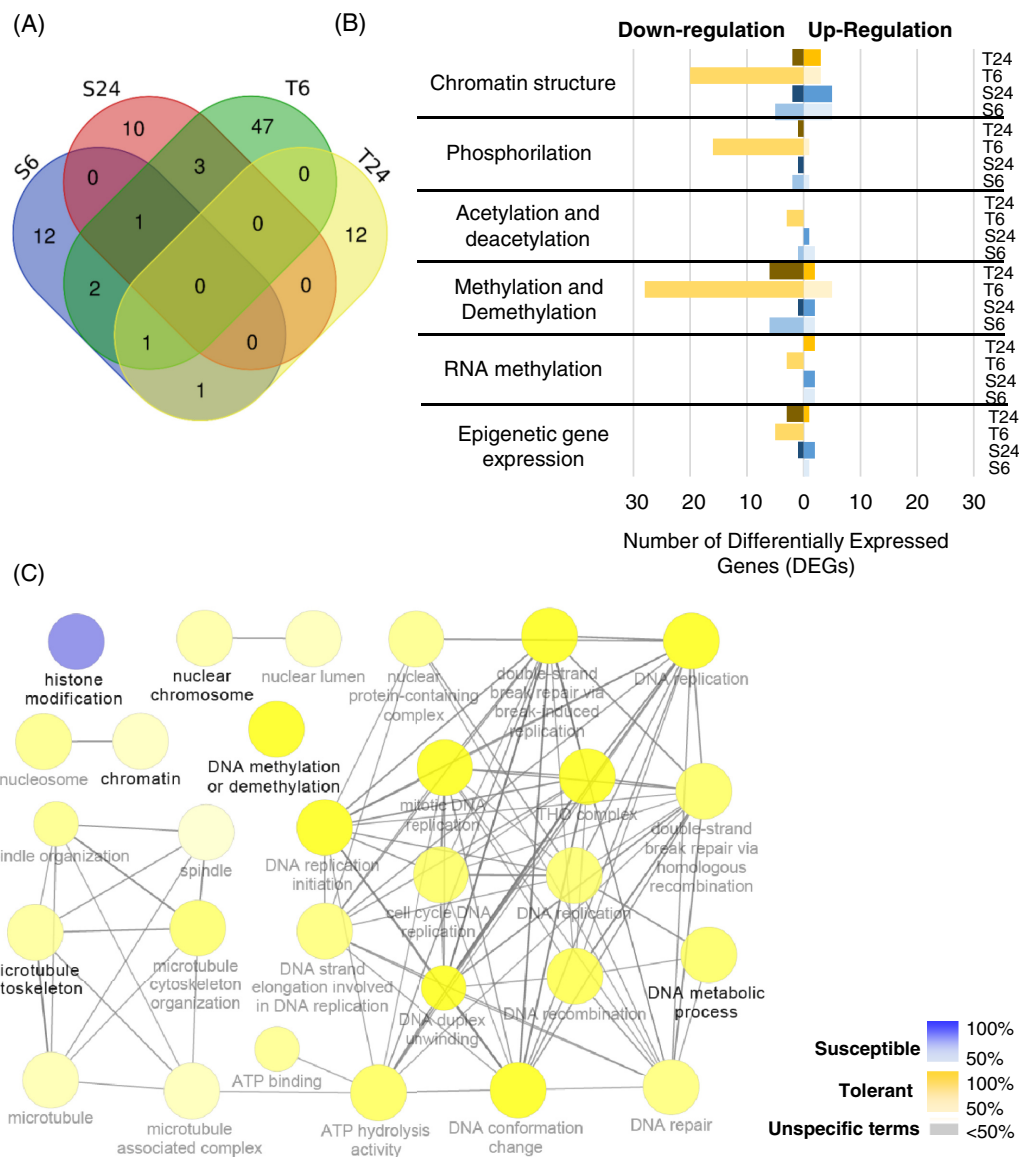 (A)
S24
T6
S6
T24
10
47
0
3
0
12
1
0
12
2
0
0
1
0
1
(B)
Down-regulation Up-Regulation
Chromatin structure
T24
T6
S24
S6
Phosphorilation
T24
T6
S24
S6
Acetylation and
deacetylation
T24
T6
S24
S6
Methylation and
Demethylation
T24
T6
S24
S6
RNA methylation
T24
T6
S24
S6
Epigenetic gene
expression
T24
T6
S24
S6
30 20 10 0 10 20 30
Number of Differentially Expressed
Genes (DEGs)
(C)
histone
modification
nuclear
chromosome
nuclear lumen
nuclear
protein-containing
complex
double-strand
break repair via
break-induced
replication
DNA replication
nucleosome
chromatin
DNA methylation
or demethylation
mitotic DNA
replication
THO complex
double-strand
break repair via
homologous
recombination
indle organization
spindle
DNA replication
initiation
cell cycle DNA
replication
DNA replication
icrotubule
toskeleton
microtubule
cytoskeleton
organization
DNA strand
elongation involved
in DNA replication
DNA duplex
unwinding
DNA recombination
DNA metabolic
process
microtubule
microtubule
associated complex
ATP binding
ATP hydrolysis
activity
DNA conformation
change
DNA repair
Susceptible
100%
50%
Tolerant
100%
50%
Unspecific terms <50%